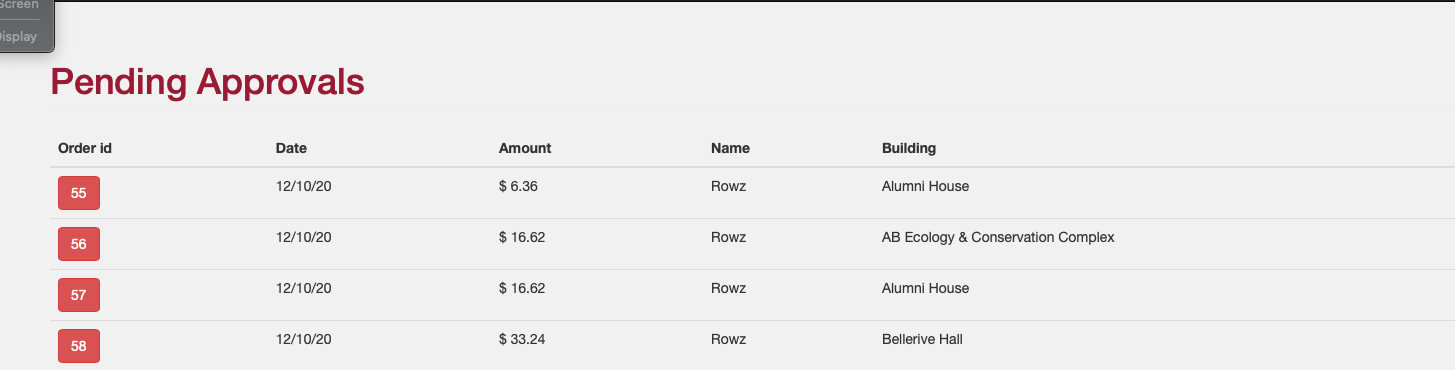 Screen
Display
Pending Approvals
Order id Date Amount Name Building
55 12/10/20 $ 6.36 Rowz Alumni House
56 12/10/20 $ 16.62 Rowz AB Ecology & Conservation Complex
57 12/10/20 $ 16.62 Rowz Alumni House
58 12/10/20 $ 33.24 Rowz Bellerive Hall